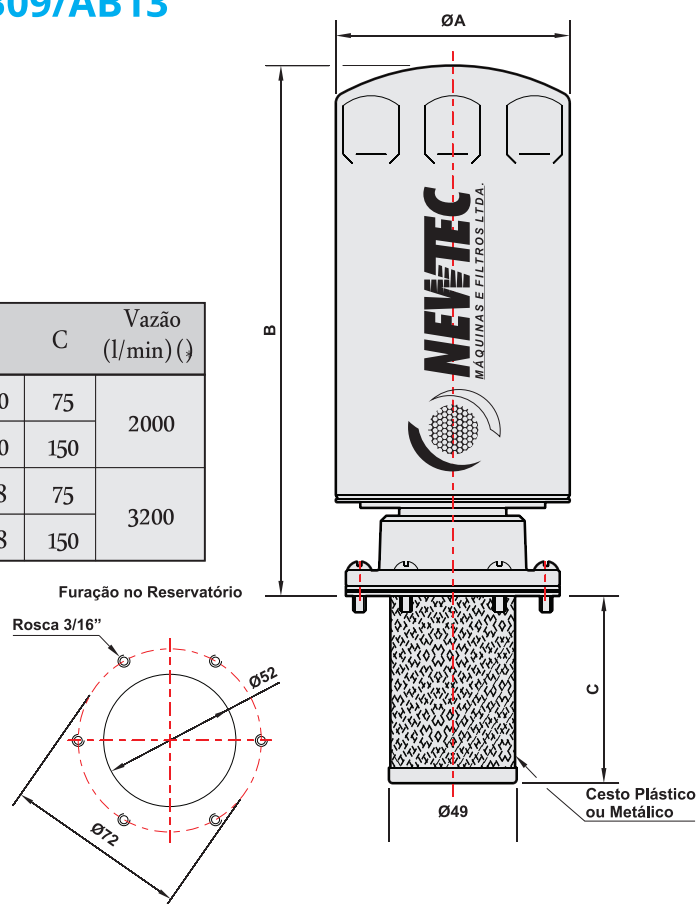 309/AB13
ØA
B
NEWTEC
MÁQUINAS E FILTROS LTDA.
C
Vazão
(l/min) (*)
0 75
2000
0 150
8 75
3200
8 150
Furação no Reservatório
Rosca 3/16”
Ø52
Ø72
C
Ø49
Cesto Plástico
ou Metálico